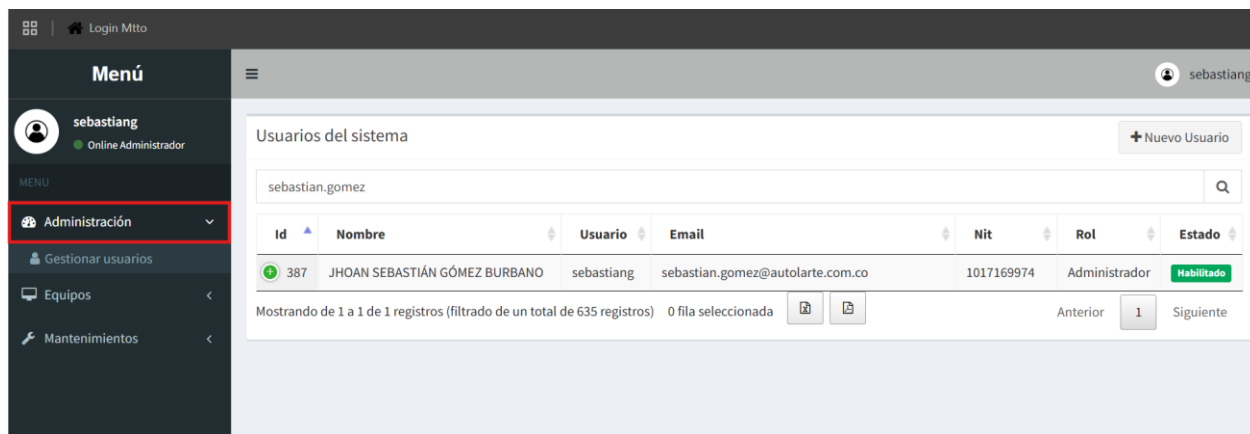 Login Mtto
Menú
sebastiang
sebastiang
Online Administrador
MENU
Administración
Gestionar usuarios
Equipos
Mantenimientos
Usuarios del sistema
Nuevo Usuario
sebastian.gomez
Id Nombre Usuario Email Nit Rol Estado
387 JHOAN SEBASTIÁN GÓMEZ BURBANO sebastiang sebastian.gomez@autolarte.com.co 1017169974 Administrador Habilitado
Mostrando de 1 a 1 de 1 registros (filtrado de un total de 635 registros) 0 fila seleccionada Anterior 1 Siguiente